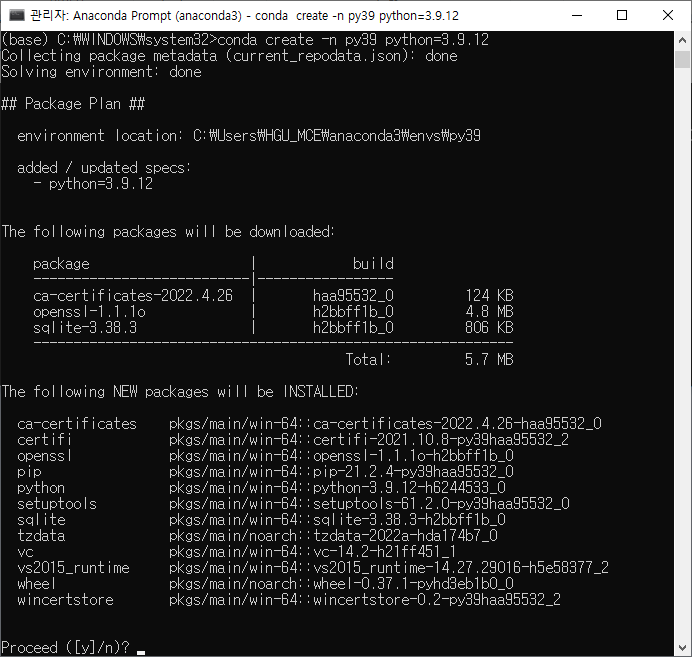 관리자: Anaconda Prompt (anaconda3) - conda  create -n py39 python=3.9.12
(base) C:₩WINDOWS₩system32>conda create -n py39 python=3.9.12
Collecting package metadata (current_repodata.json): done
Solving environment: done
## Package Plan ##
environment location: C:₩Users₩HGU_MCE₩anaconda3₩envs₩py39
added / updated specs:
- python=3.9.12
The following packages will be downloaded:
package                    |            build
---------------------------|-----------------
ca-certificates-2022.4.26  |       haa95532_0         124 KB
openssl-1.1.1o             |       h2bbff1b_0         4.8 MB
sqlite-3.38.3              |       h2bbff1b_0         806 KB
------------------------------------------------------------
Total:         5.7 MB
The following NEW packages will be INSTALLED:
ca-certificates    pkgs/main/win-64::ca-certificates-2022.4.26-haa95532_0
certifi            pkgs/main/win-64::certifi-2021.10.8-py39haa95532_2
openssl            pkgs/main/win-64::openssl-1.1.1o-h2bbff1b_0
pip                pkgs/main/win-64::pip-21.2.4-py39haa95532_0
python             pkgs/main/win-64::python-3.9.12-h6244533_0
setuptools         pkgs/main/win-64::setuptools-61.2.0-py39haa95532_0
sqlite             pkgs/main/win-64::sqlite-3.38.3-h2bbff1b_0
tzdata             pkgs/main/noarch::tzdata-2022a-hda174b7_0
vc                 pkgs/main/win-64::vc-14.2-h21ff451_1
vs2015_runtime     pkgs/main/win-64::vs2015_runtime-14.27.29016-h5e58377_2
wheel              pkgs/main/noarch::wheel-0.37.1-pyhd3eb1b0_0
wincertstore       pkgs/main/win-64::wincertstore-0.2-py39haa95532_2
Proceed ([y]/n)?